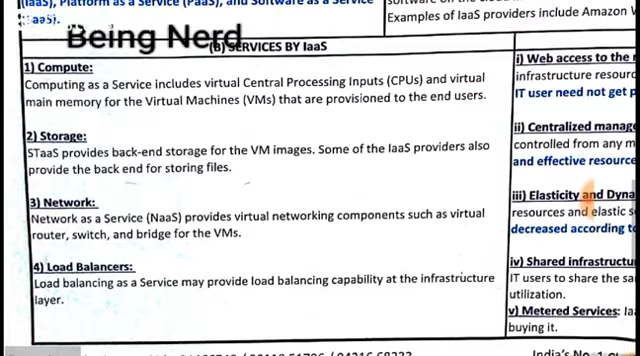 (IaaS), Platform as a Service (PaaS), and Software as a Service
(SaaS).
Examples of IaaS providers include Amazon
Being Nerd
(B) SERVICES BY IaaS
1) Compute:
Computing as a Service includes virtual Central Processing Inputs (CPUs) and virtual
main memory for the Virtual Machines (VMs) that are provisioned to the end users.
2) Storage:
STaaS provides back-end storage for the VM images. Some of the IaaS providers also
provide the back end for storing files.
3) Network:
Network as a Service (NaaS) provides virtual networking components such as virtual
router, switch, and bridge for the VMs.
4) Load Balancers:
Load balancing as a Service may provide load balancing capability at the infrastructure
layer.
i) Web access to the
infrastructure resour
IT user need not get p
ii) Centralized manag
controlled from any m
and effective resource
iii) Elasticity and Dyna
resources and elastic s
decreased according to
iv) Shared infrastructu
IT users to share the sa
utilization.
v) Metered Services: Ia
buying it.
India's No.